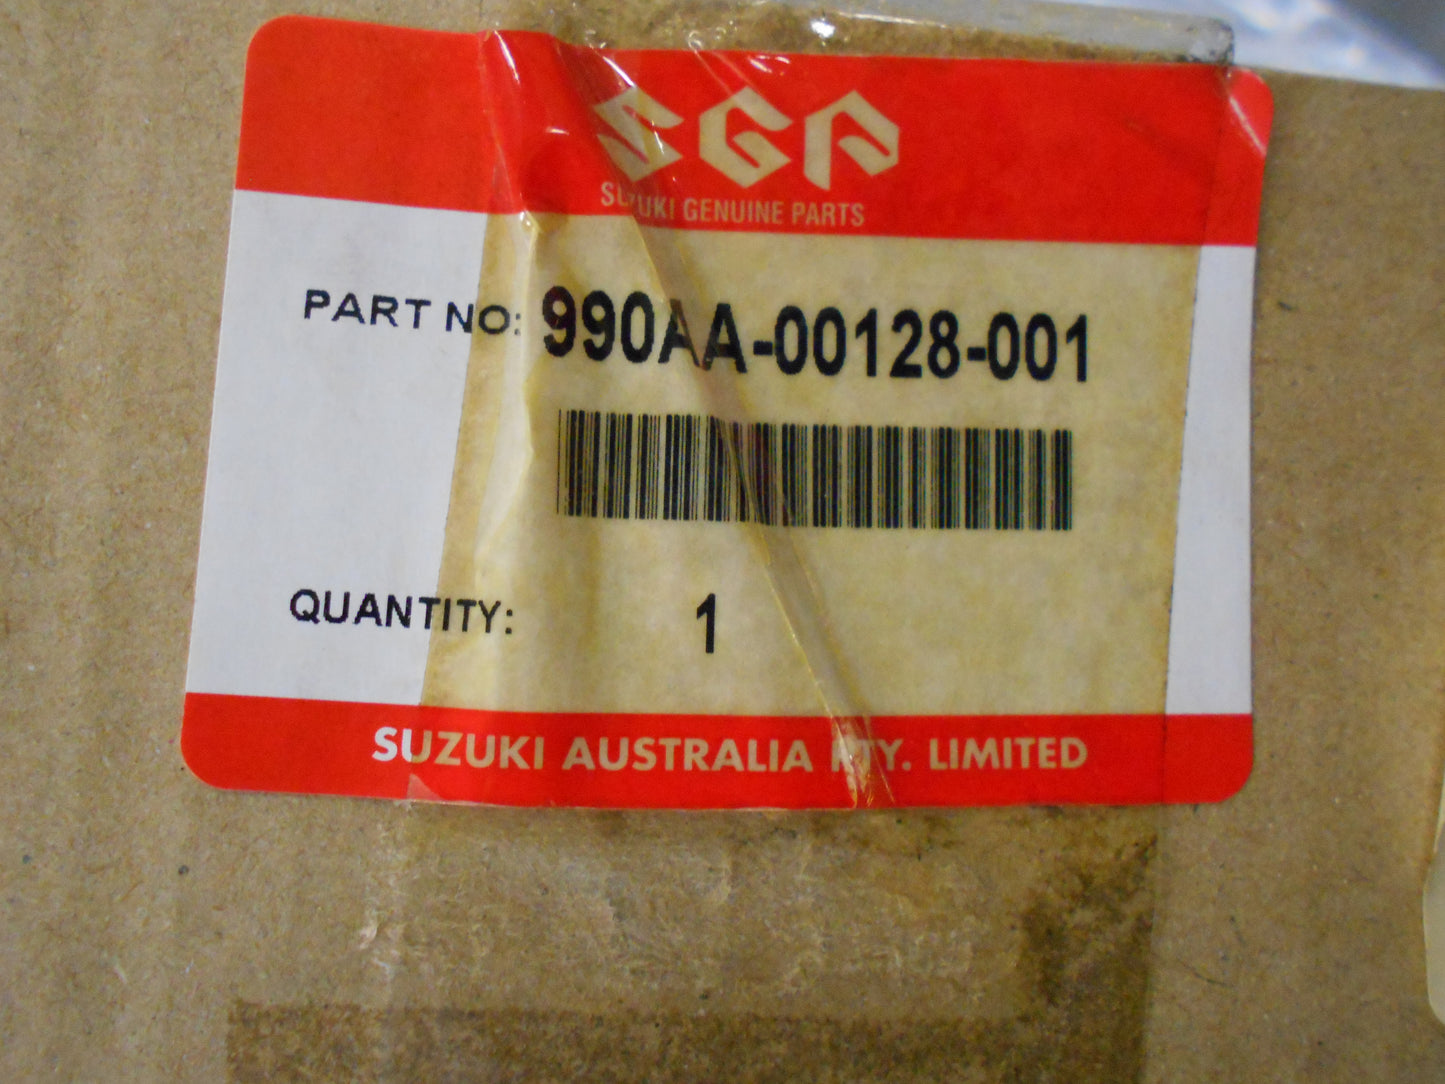 SGP
SUZUKI GENUINE PARTS
PART NO: 990AA-00128-001
QUANTITY: 1
SUZUKI AUSTRALIA PTY. LIMITED